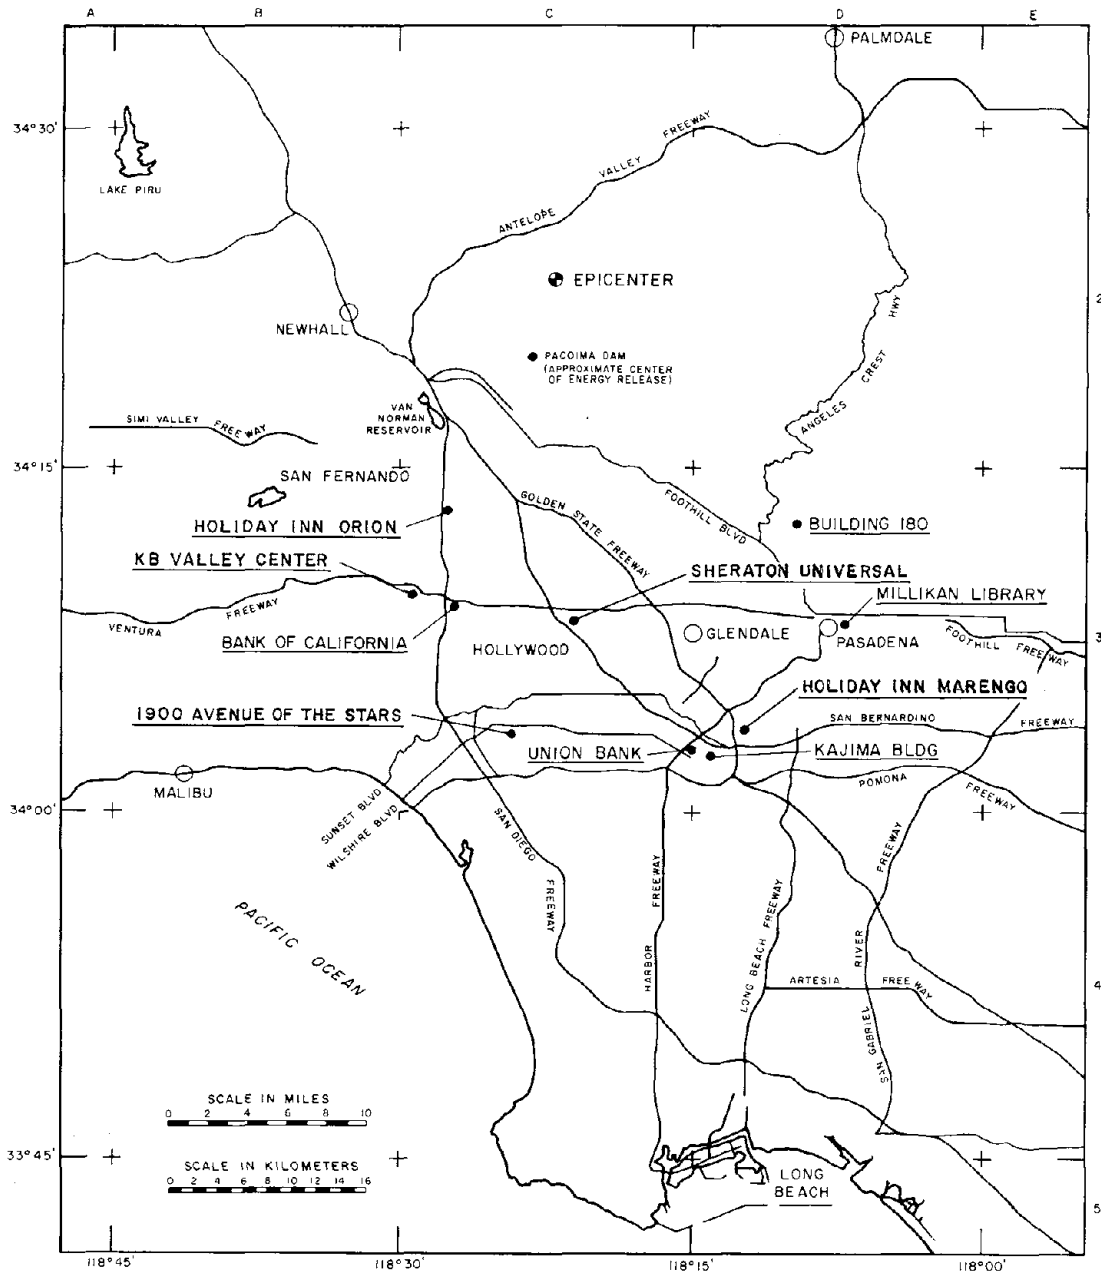 A B C D E
PALMDALE
34°30'
LAKE PIRU
ANTELOPE VALLEY FREEWAY
EPICENTER
2
NEWHALL
ANGELES CREST HWY
PACOIMA DAM
(APPROXIMATE CENTER
OF ENERGY RELEASE)
VAN
NORMAN
RESERVOIR
SIMI VALLEY FREEWAY
34°15'
SAN FERNANDO
GOLDEN STATE FREEWAY
FOOTHILL BLVD
HOLIDAY INN ORION
BUILDING 180
KB VALLEY CENTER
SHERATON UNIVERSAL
MILLIKAN LIBRARY
VENTURA FREEWAY
BANK OF CALIFORNIA
HOLLYWOOD
GLENDALE
PASADENA
FOOTHILL FREEWAY
3
HOLIDAY INN MARENGO
1900 AVENUE OF THE STARS
SAN BERNARDINO FREEWAY
UNION BANK
KAJIMA BLDG
POMONA FREEWAY
MALIBU
34°00'
SUNSET BLVD
WILSHIRE BLVD
SAN DIEGO FREEWAY
HARBOR FREEWAY
LONG BEACH FREEWAY
SAN GABRIEL RIVER FREEWAY
PACIFIC OCEAN
ARTESIA FREEWAY
4
SCALE IN MILES
0 2 4 6 8 10
33°45'
SCALE IN KILOMETERS
0 2 4 6 8 10 12 14 16
LONG
BEACH
5
118°45' 118°30' 118°15' 118°00'